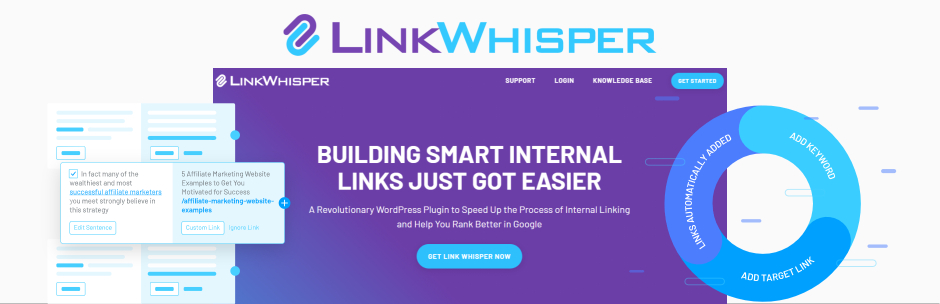 LINKWHISPER
LINKWHISPER
SUPPORT
LOGIN
KNOWLEDGE BASE
GET STARTED
BUILDING SMART INTERNAL
LINKS JUST GOT EASIER
A Revolutionary WordPress Plugin to Speed Up the Process of Internal Linking
and Help You Rank Better in Google
GET LINK WHISPER NOW
In fact many of the
wealthiest and most
successful affiliate marketers
you meet strongly believe in
this strategy
Edit Sentence
5 Affiliate Marketing Website
Examples to Get You
Motivated for Success
/affiliate-marketing-website-
examples
Custom Link
Ignore Link
LINKS AUTOMATICALLY ADDED
ADD KEYWORD
ADD TARGET LINK